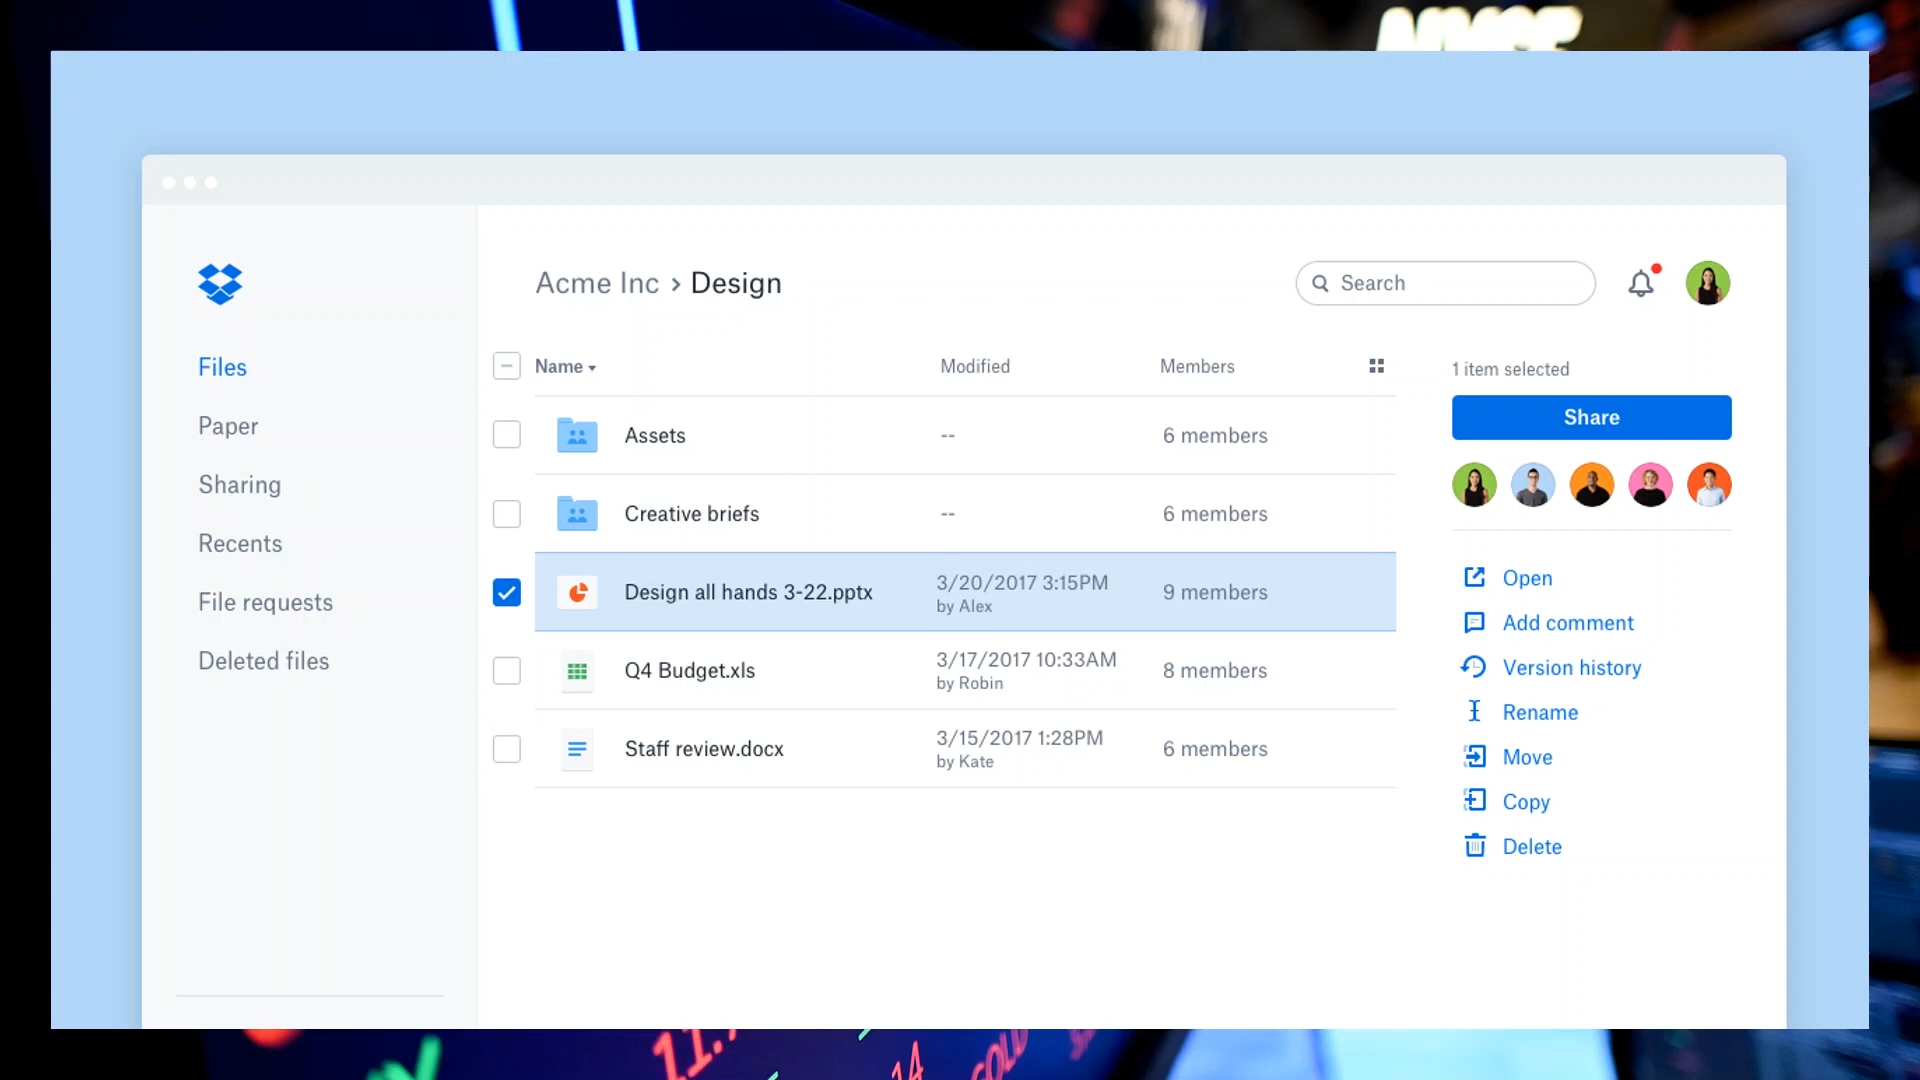 Acme Inc › Design
Search
Files
Paper
Sharing
Recents
File requests
Deleted files
Name Modified Members
Assets -- 6 members
Creative briefs -- 6 members
Design all hands 3-22.pptx 3/20/2017 3:15PM 9 members
by Alex
Q4 Budget.xls 3/17/2017 10:33AM 8 members
by Robin
Staff review.docx 3/15/2017 1:28PM 6 members
by Kate
1 item selected
Share
Open
Add comment
Version history
Rename
Move
Copy
Delete
14
GOLD